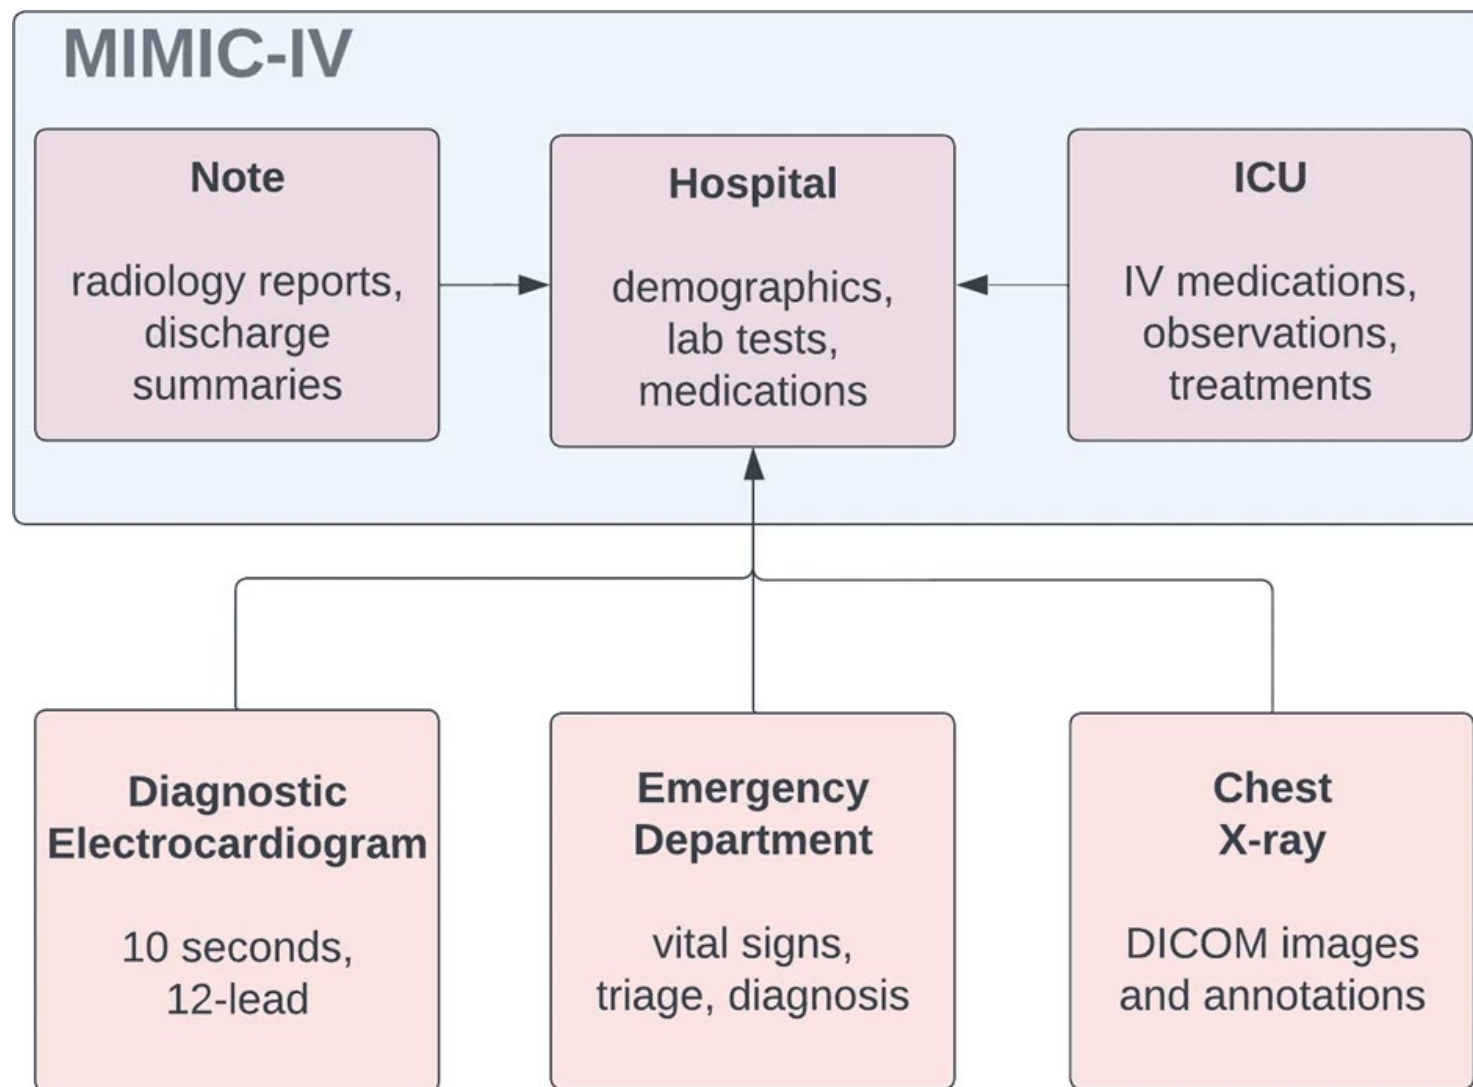 MIMIC-IV
Note
radiology reports,
discharge
summaries
Hospital
demographics,
lab tests,
medications
ICU
IV medications,
observations,
treatments
Diagnostic
Electrocardiogram
10 seconds,
12-lead
Emergency
Department
vital signs,
triage, diagnosis
Chest
X-ray
DICOM images
and annotations